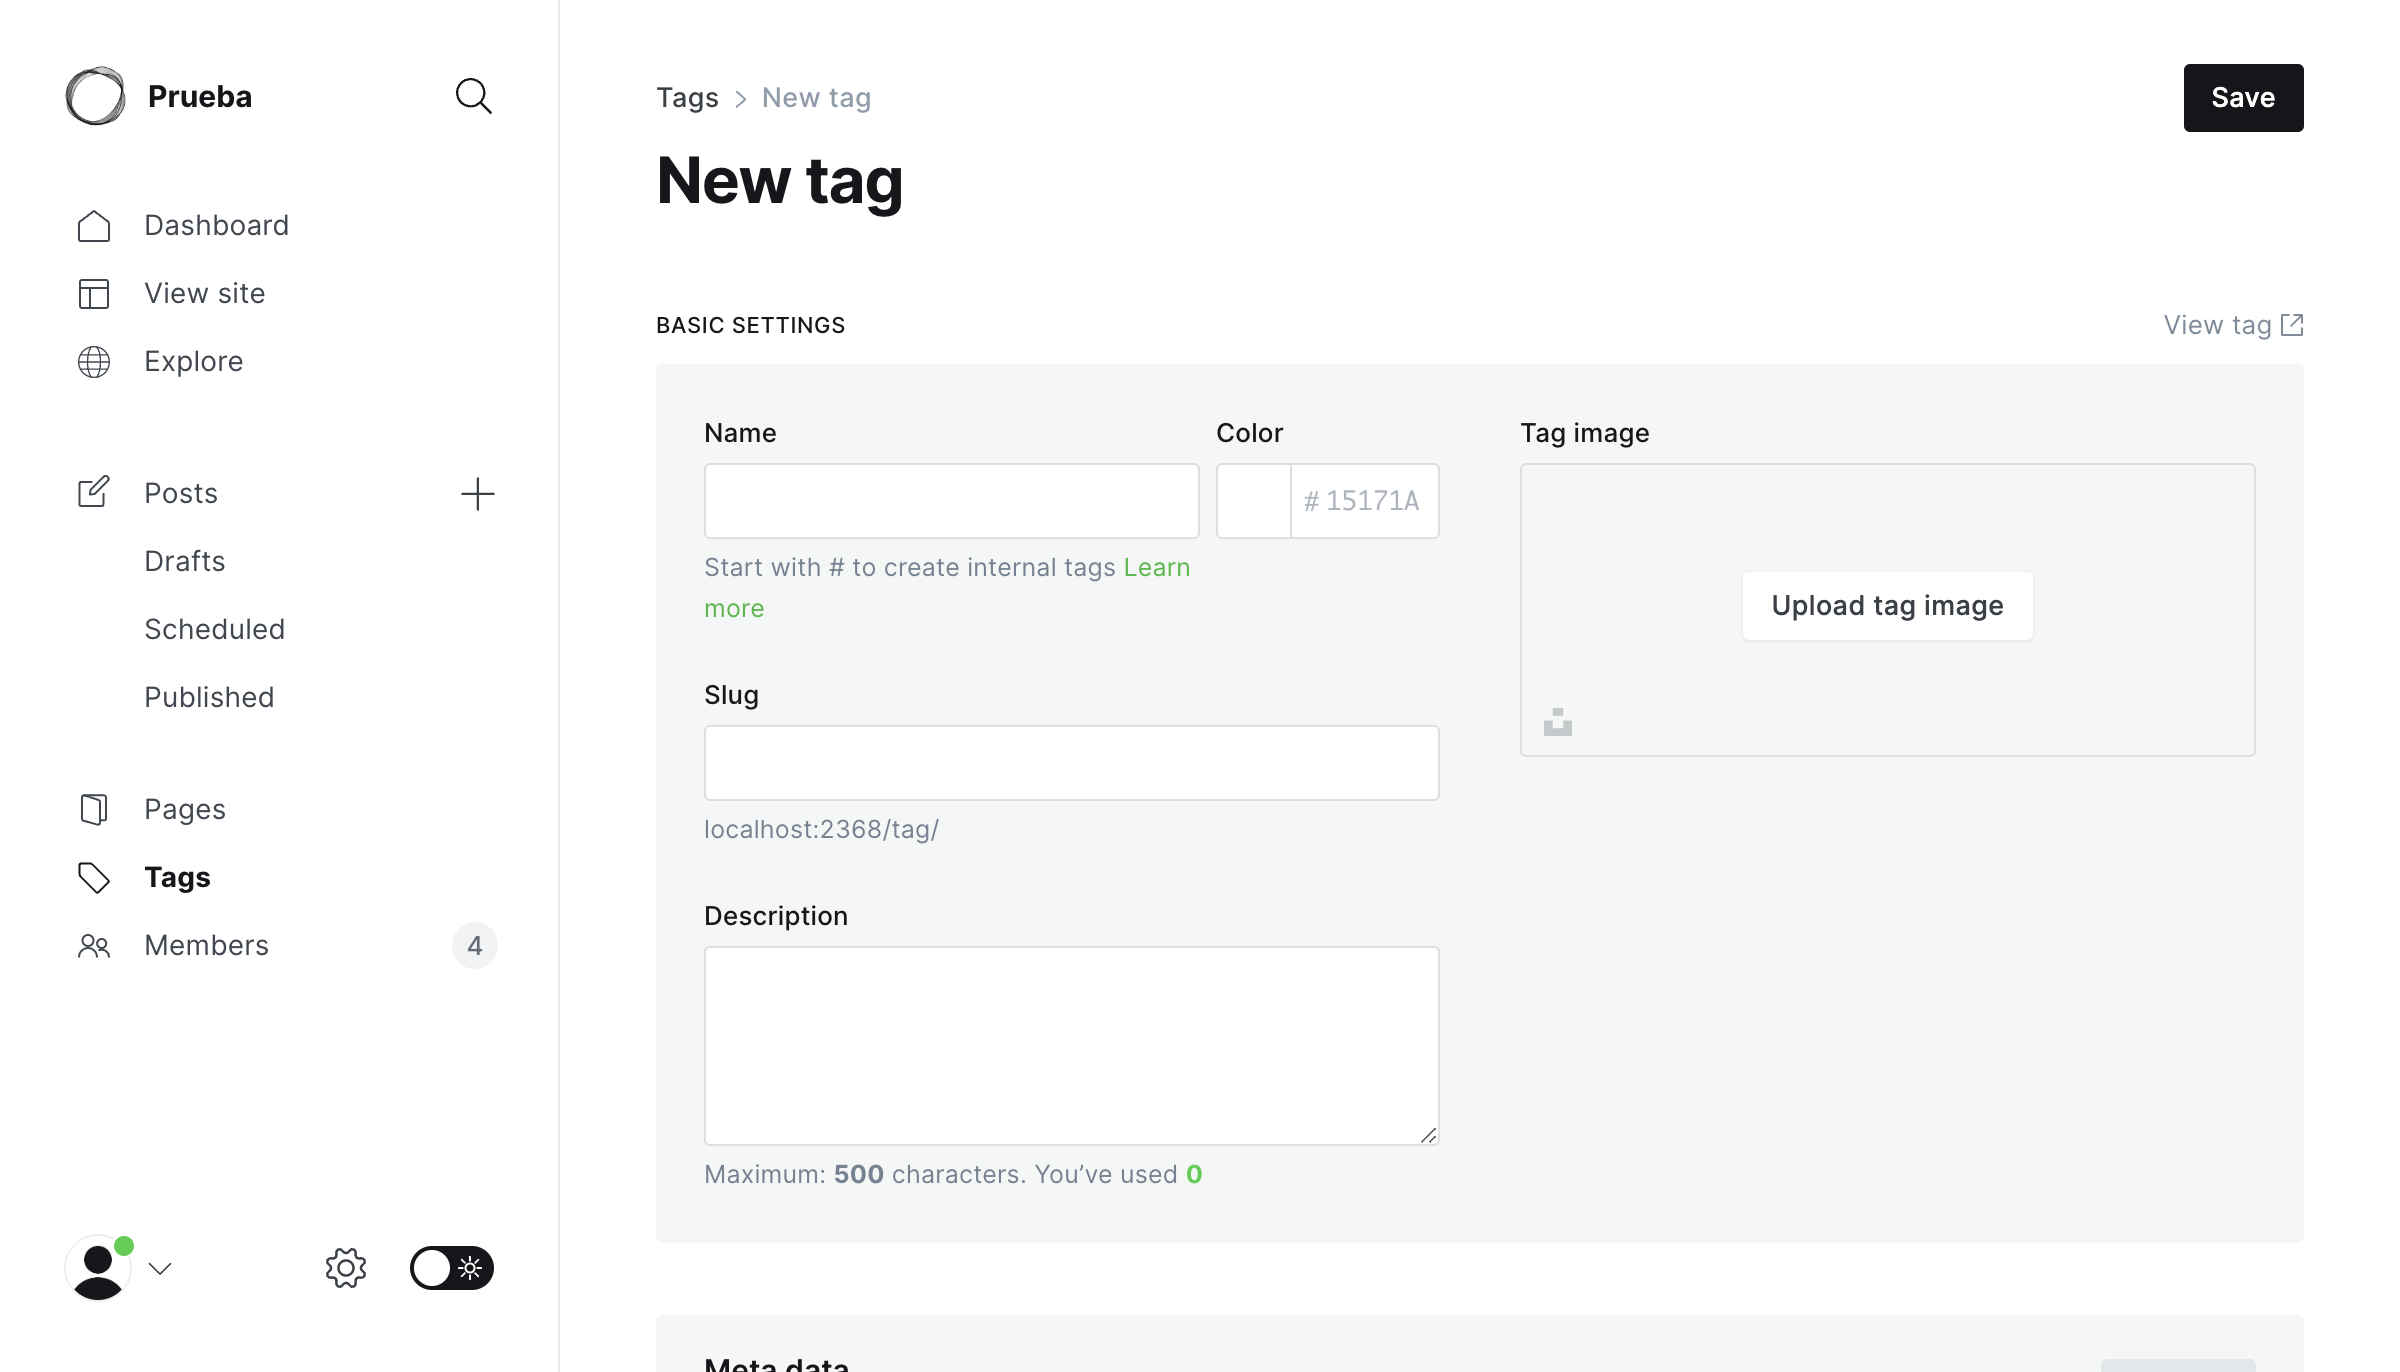 Prueba
Dashboard
View site
Explore
Posts
Drafts
Scheduled
Published
Pages
Tags
Members
4
Tags > New tag
Save
New tag
BASIC SETTINGS
View tag
Name
Color
Tag image
# 15171A
Start with # to create internal tags Learn
more
Upload tag image
Slug
localhost:2368/tag/
Description
Maximum: 500 characters. You’ve used 0
Meta data